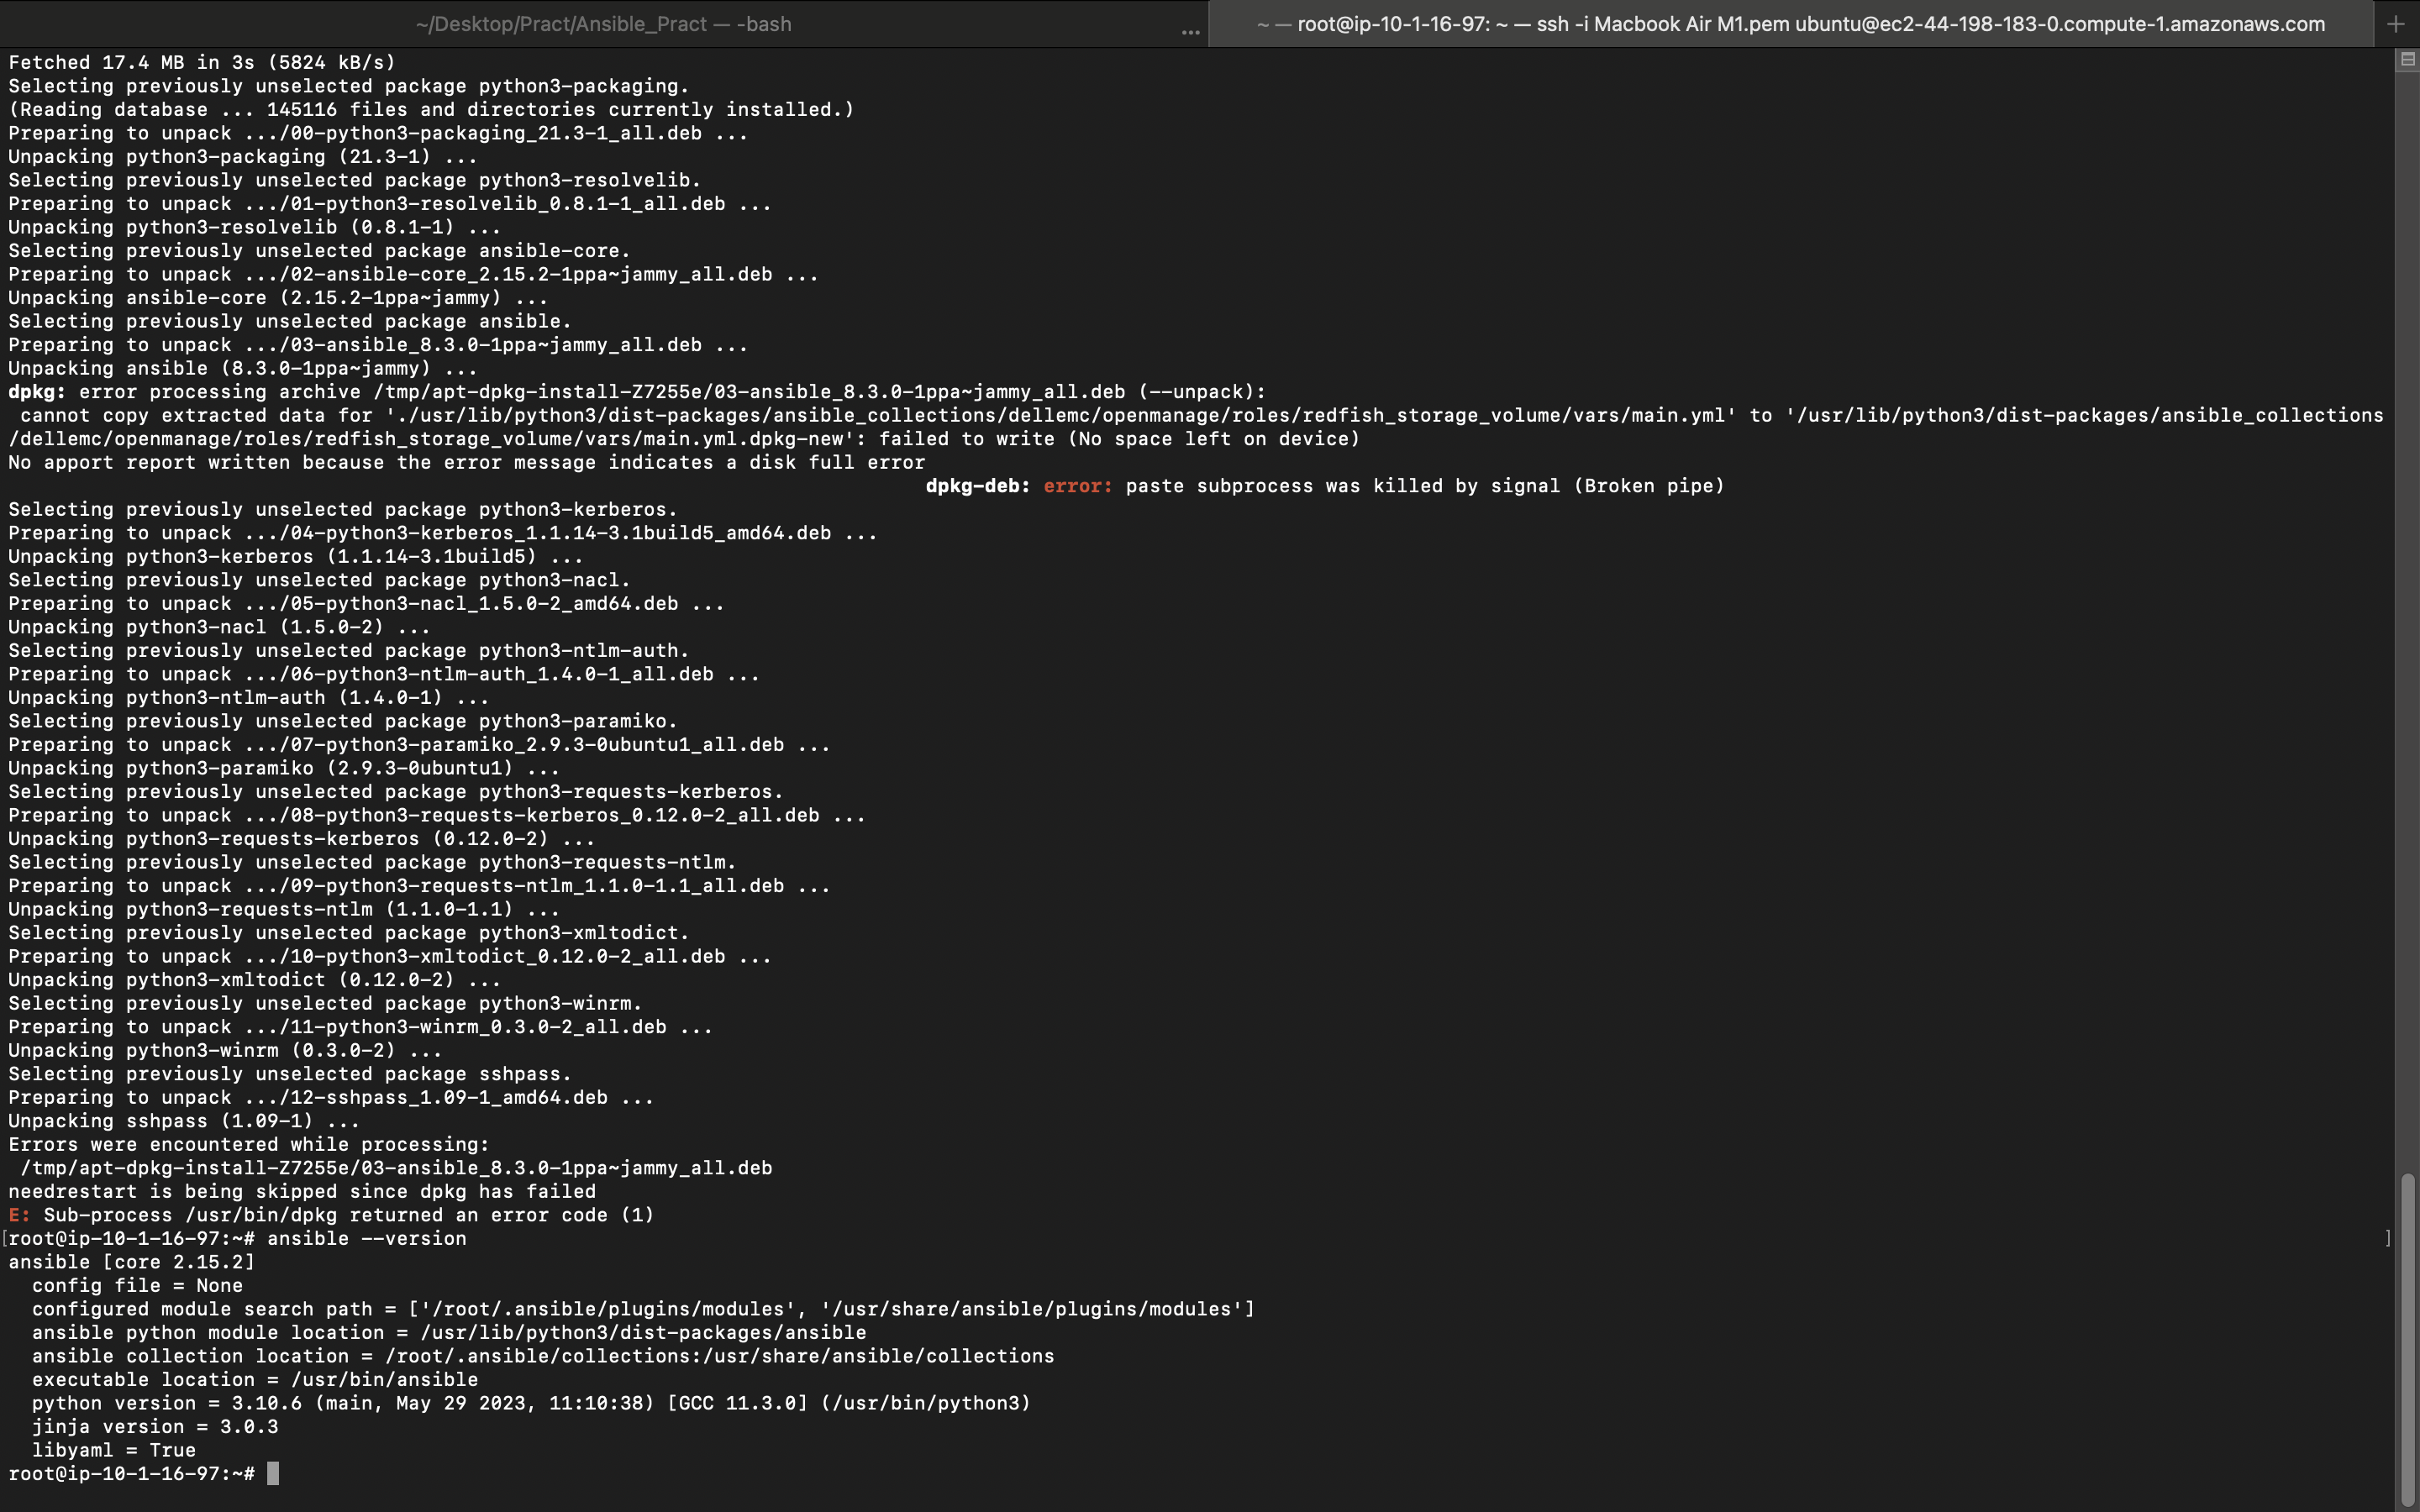 ~/Desktop/Pract/Ansible_Pract — -bash
...
~ — root@ip-10-1-16-97: ~ — ssh -i Macbook Air M1.pem ubuntu@ec2-44-198-183-0.compute-1.amazonaws.com
+
Fetched 17.4 MB in 3s (5824 kB/s)
Selecting previously unselected package python3-packaging.
(Reading database ... 145116 files and directories currently installed.)
Preparing to unpack .../00-python3-packaging_21.3-1_all.deb ...
Unpacking python3-packaging (21.3-1) ...
Selecting previously unselected package python3-resolvelib.
Preparing to unpack .../01-python3-resolvelib_0.8.1-1_all.deb ...
Unpacking python3-resolvelib (0.8.1-1) ...
Selecting previously unselected package ansible-core.
Preparing to unpack .../02-ansible-core_2.15.2-1ppa~jammy_all.deb ...
Unpacking ansible-core (2.15.2-1ppa~jammy) ...
Selecting previously unselected package ansible.
Preparing to unpack .../03-ansible_8.3.0-1ppa~jammy_all.deb ...
Unpacking ansible (8.3.0-1ppa~jammy) ...
dpkg: error processing archive /tmp/apt-dpkg-install-Z7255e/03-ansible_8.3.0-1ppa~jammy_all.deb (--unpack):
 cannot copy extracted data for './usr/lib/python3/dist-packages/ansible_collections/dellemc/openmanage/roles/redfish_storage_volume/vars/main.yml' to '/usr/lib/python3/dist-packages/ansible_collections
/dellemc/openmanage/roles/redfish_storage_volume/vars/main.yml.dpkg-new': failed to write (No space left on device)
No apport report written because the error message indicates a disk full error
dpkg-deb: error: paste subprocess was killed by signal (Broken pipe)
Selecting previously unselected package python3-kerberos.
Preparing to unpack .../04-python3-kerberos_1.1.14-3.1build5_amd64.deb ...
Unpacking python3-kerberos (1.1.14-3.1build5) ...
Selecting previously unselected package python3-nacl.
Preparing to unpack .../05-python3-nacl_1.5.0-2_amd64.deb ...
Unpacking python3-nacl (1.5.0-2) ...
Selecting previously unselected package python3-ntlm-auth.
Preparing to unpack .../06-python3-ntlm-auth_1.4.0-1_all.deb ...
Unpacking python3-ntlm-auth (1.4.0-1) ...
Selecting previously unselected package python3-paramiko.
Preparing to unpack .../07-python3-paramiko_2.9.3-0ubuntu1_all.deb ...
Unpacking python3-paramiko (2.9.3-0ubuntu1) ...
Selecting previously unselected package python3-requests-kerberos.
Preparing to unpack .../08-python3-requests-kerberos_0.12.0-2_all.deb ...
Unpacking python3-requests-kerberos (0.12.0-2) ...
Selecting previously unselected package python3-requests-ntlm.
Preparing to unpack .../09-python3-requests-ntlm_1.1.0-1.1_all.deb ...
Unpacking python3-requests-ntlm (1.1.0-1.1) ...
Selecting previously unselected package python3-xmltodict.
Preparing to unpack .../10-python3-xmltodict_0.12.0-2_all.deb ...
Unpacking python3-xmltodict (0.12.0-2) ...
Selecting previously unselected package python3-winrm.
Preparing to unpack .../11-python3-winrm_0.3.0-2_all.deb ...
Unpacking python3-winrm (0.3.0-2) ...
Selecting previously unselected package sshpass.
Preparing to unpack .../12-sshpass_1.09-1_amd64.deb ...
Unpacking sshpass (1.09-1) ...
Errors were encountered while processing:
 /tmp/apt-dpkg-install-Z7255e/03-ansible_8.3.0-1ppa~jammy_all.deb
needrestart is being skipped since dpkg has failed
E: Sub-process /usr/bin/dpkg returned an error code (1)
[root@ip-10-1-16-97:~# ansible --version ]
ansible [core 2.15.2]
  config file = None
  configured module search path = ['/root/.ansible/plugins/modules', '/usr/share/ansible/plugins/modules']
  ansible python module location = /usr/lib/python3/dist-packages/ansible
  ansible collection location = /root/.ansible/collections:/usr/share/ansible/collections
  executable location = /usr/bin/ansible
  python version = 3.10.6 (main, May 29 2023, 11:10:38) [GCC 11.3.0] (/usr/bin/python3)
  jinja version = 3.0.3
  libyaml = True
root@ip-10-1-16-97:~#